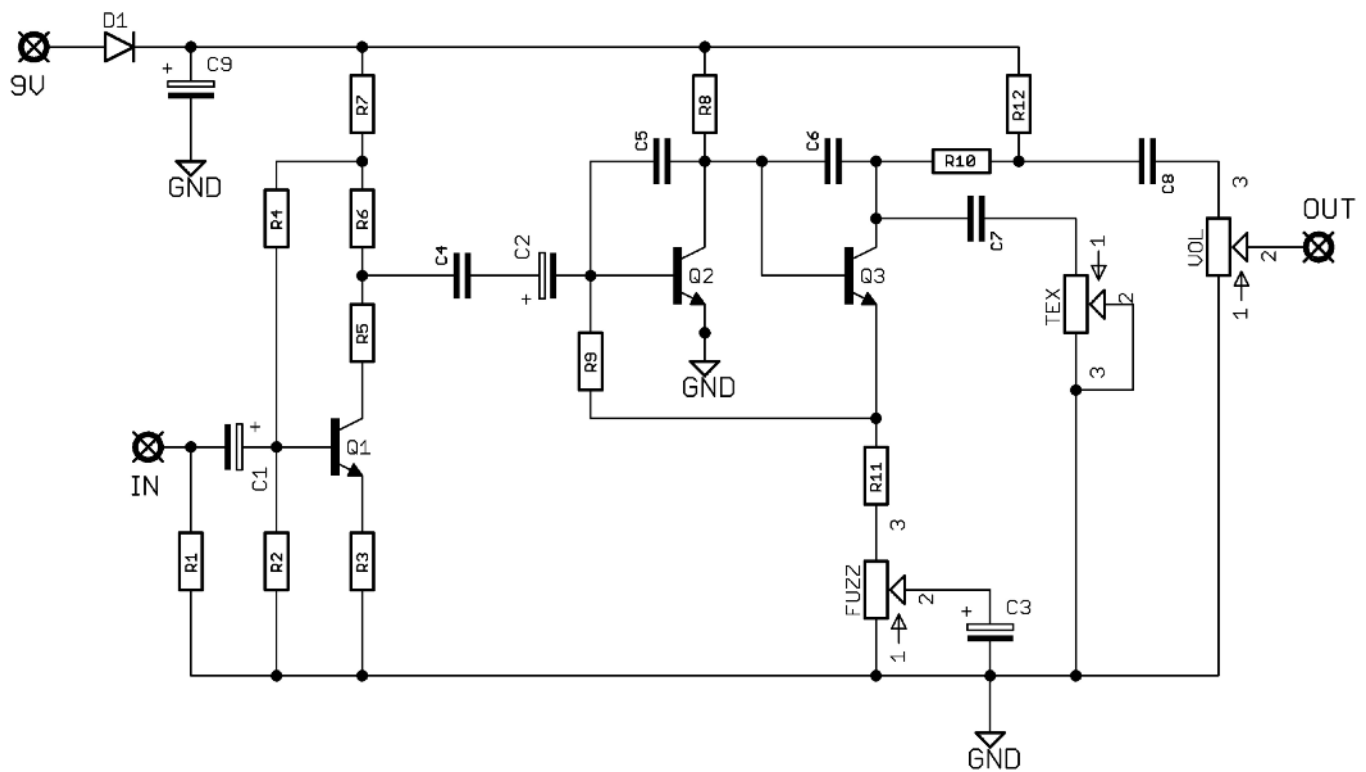 D1
9V
C9
GND
R7
R8
R12
R4
R6
C5
C6
R10
C8
3
OUT
VOL
2
1
C4
C2
Q2
Q3
C7
1
TEX
2
3
R5
R9
GND
IN
C1
Q1
R11
3
R1
R2
R3
FUZZ
2
1
C3
GND